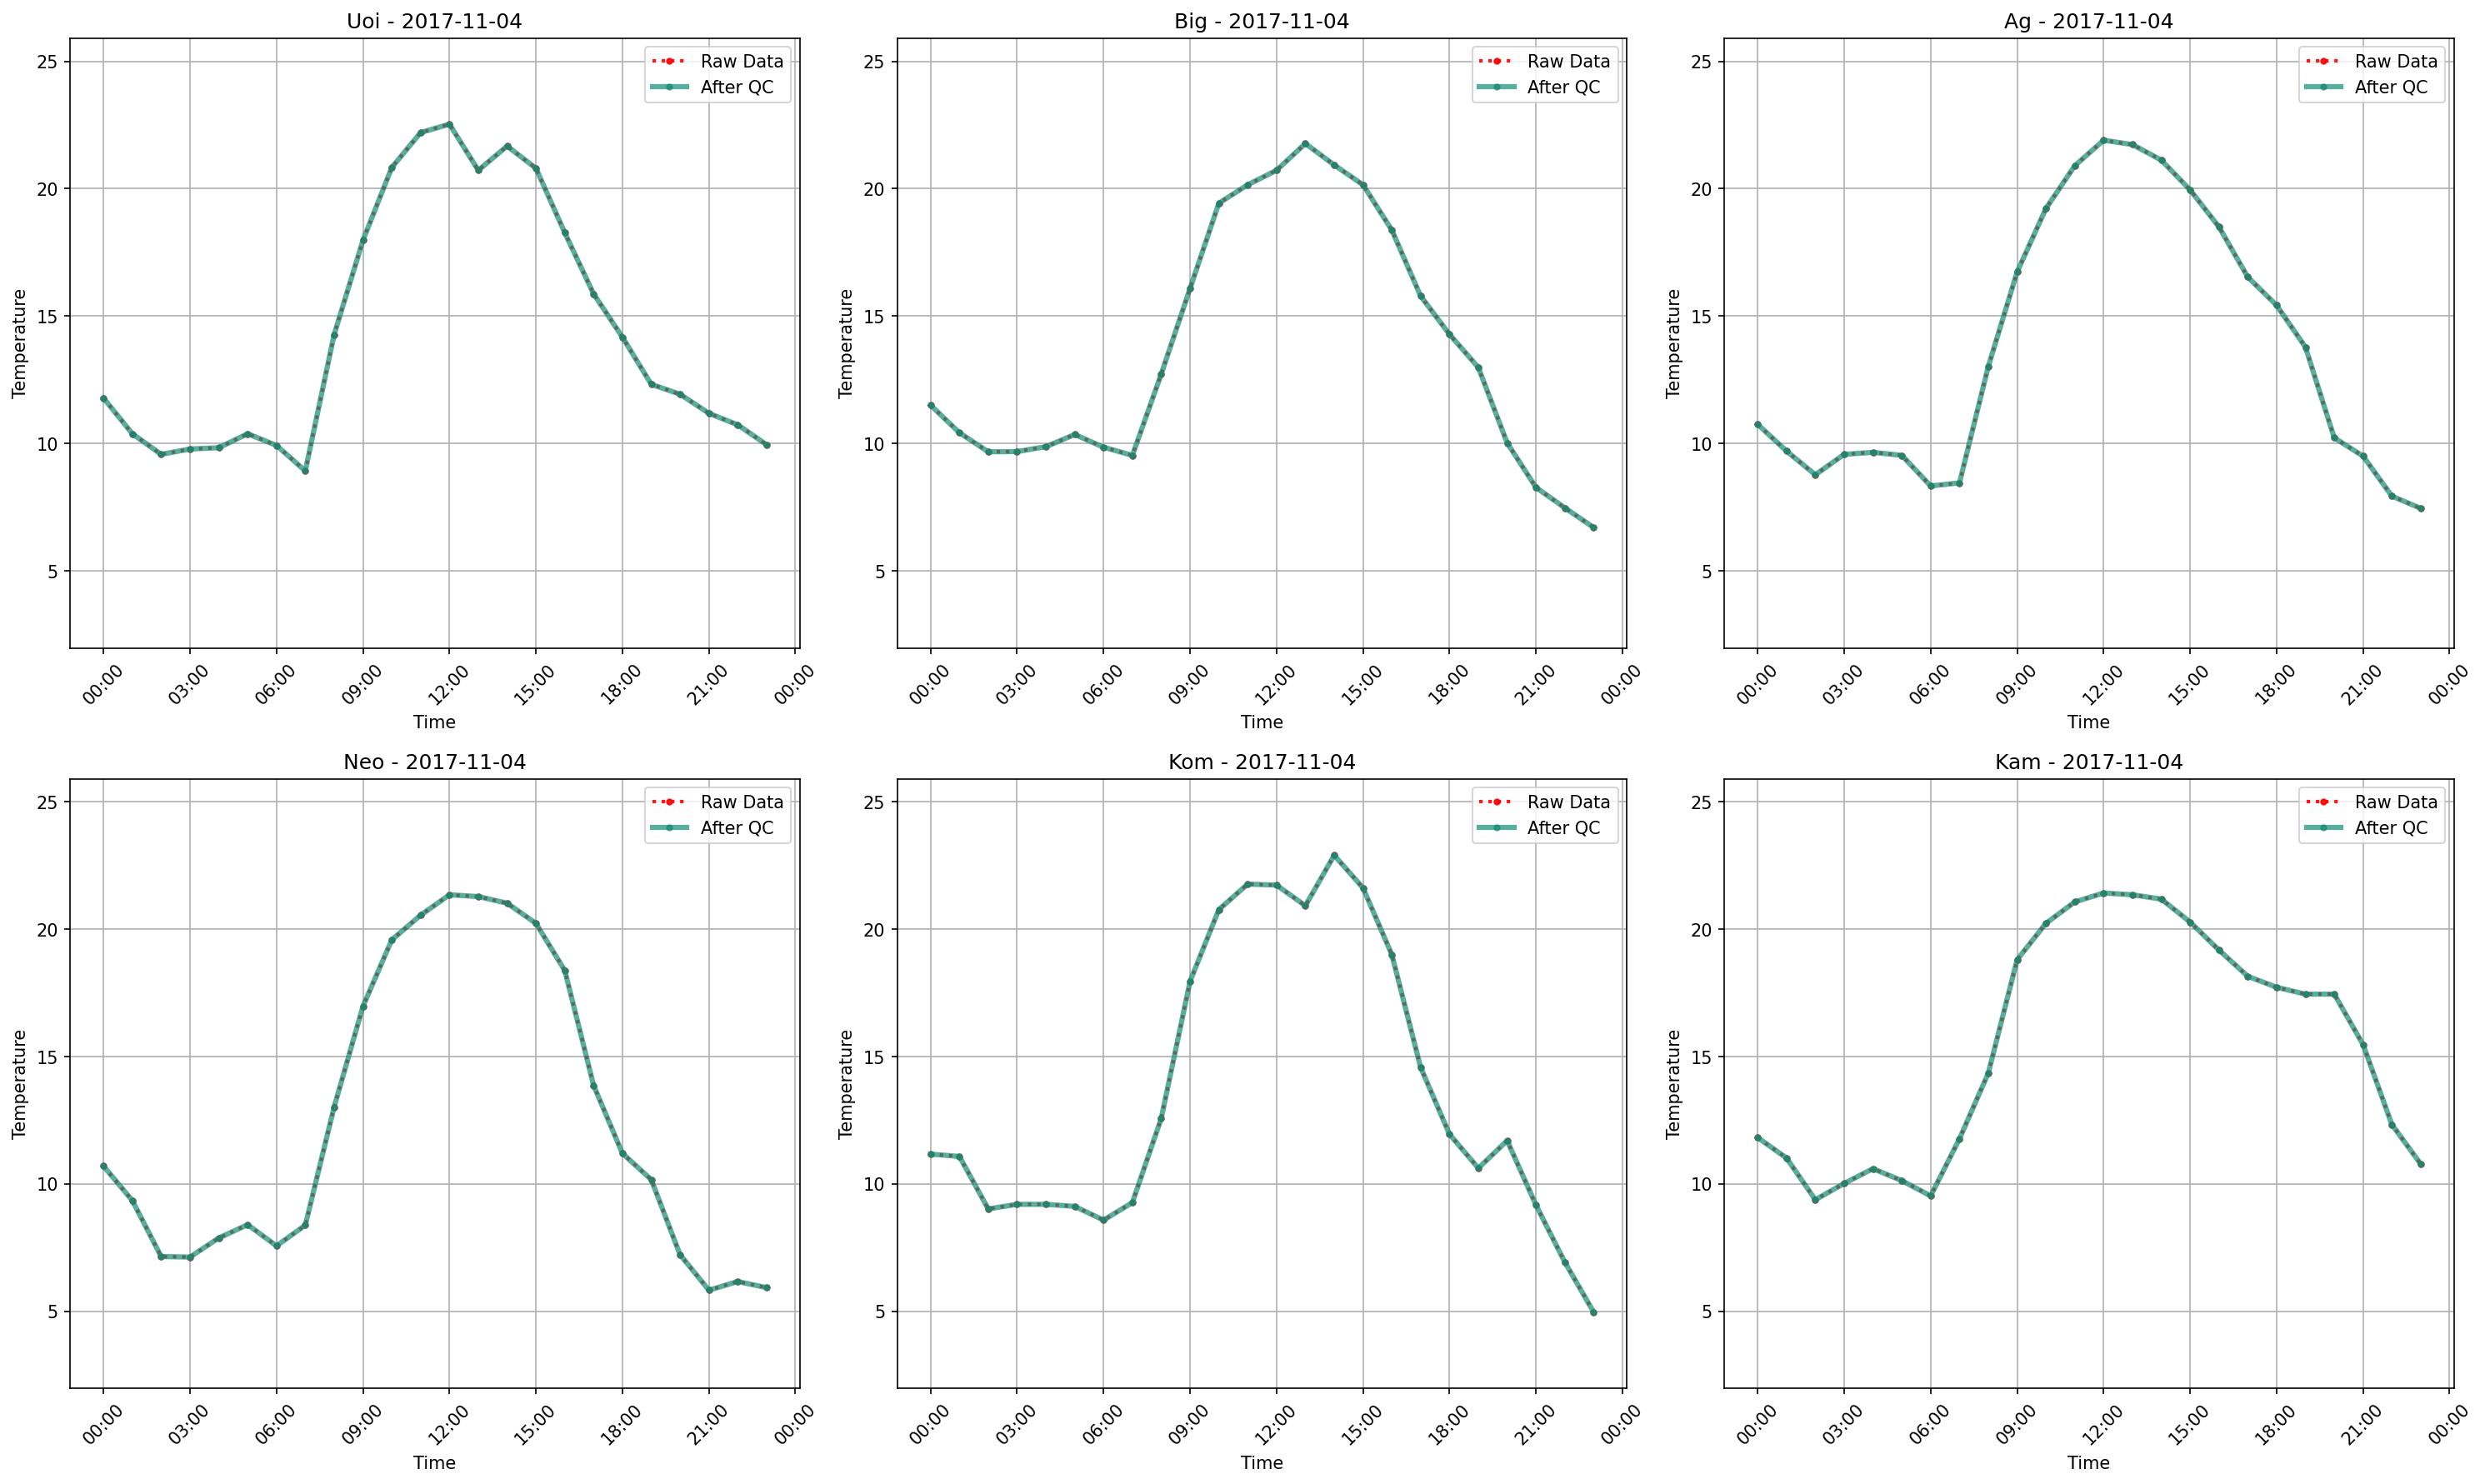 Uoi - 2017-11-04
25
20
15
10
5
Temperature
Raw Data
After QC
00:00
03:00
06:00
09:00
12:00
15:00
18:00
21:00
00:00
Time
Big - 2017-11-04
25
20
15
10
5
Temperature
Raw Data
After QC
00:00
03:00
06:00
09:00
12:00
15:00
18:00
21:00
00:00
Time
Ag - 2017-11-04
25
20
15
10
5
Temperature
Raw Data
After QC
00:00
03:00
06:00
09:00
12:00
15:00
18:00
21:00
00:00
Time
Neo - 2017-11-04
25
20
15
10
5
Temperature
Raw Data
After QC
00:00
03:00
06:00
09:00
12:00
15:00
18:00
21:00
00:00
Time
Kom - 2017-11-04
25
20
15
10
5
Temperature
Raw Data
After QC
00:00
03:00
06:00
09:00
12:00
15:00
18:00
21:00
00:00
Time
Kam - 2017-11-04
25
20
15
10
5
Temperature
Raw Data
After QC
00:00
03:00
06:00
09:00
12:00
15:00
18:00
21:00
00:00
Time